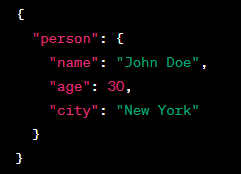 {
  "person": {
    "name": "John Doe",
    "age": 30,
    "city": "New York"
  }
}